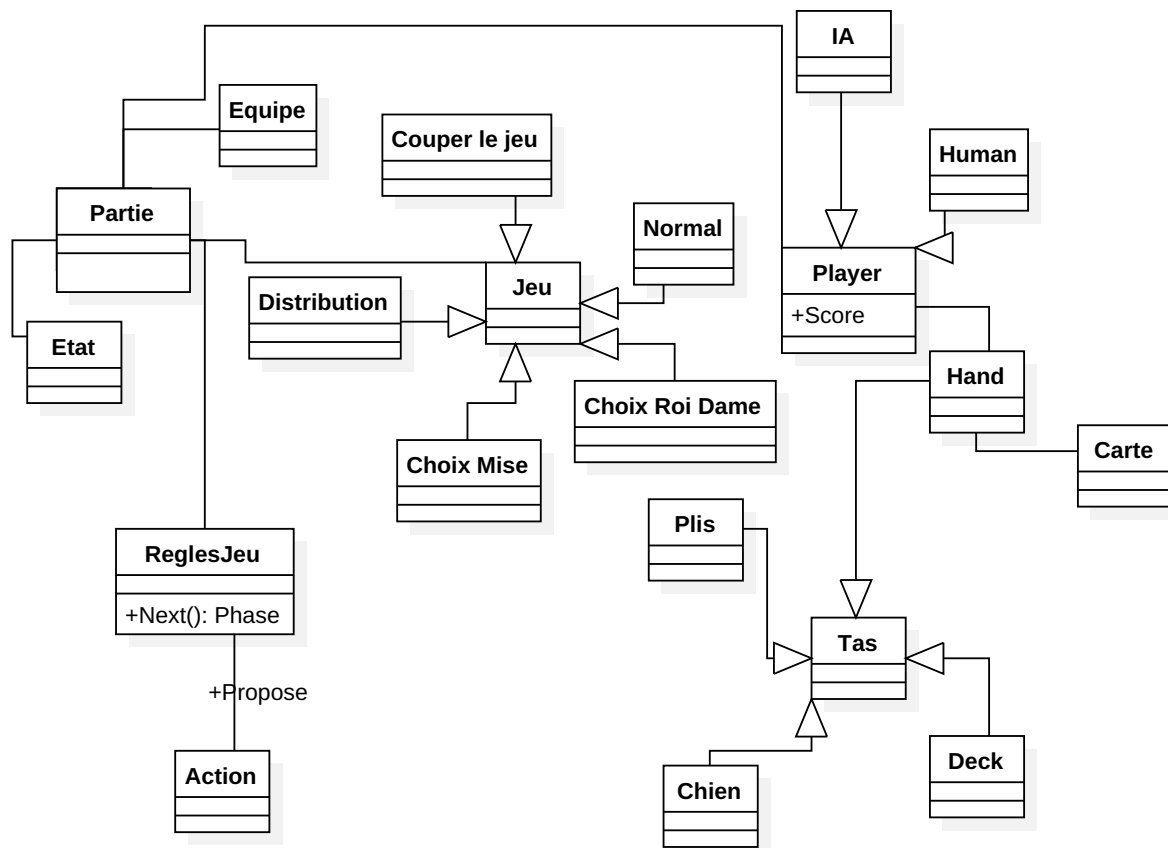 IA
Equipe
Couper le jeu
Human
Partie
Normal
Player
+Score
Jeu
Distribution
Etat
Hand
Choix Roi Dame
Choix Mise
Carte
Plis
ReglesJeu
+Next(): Phase
Tas
+Propose
Action
Deck
Chien